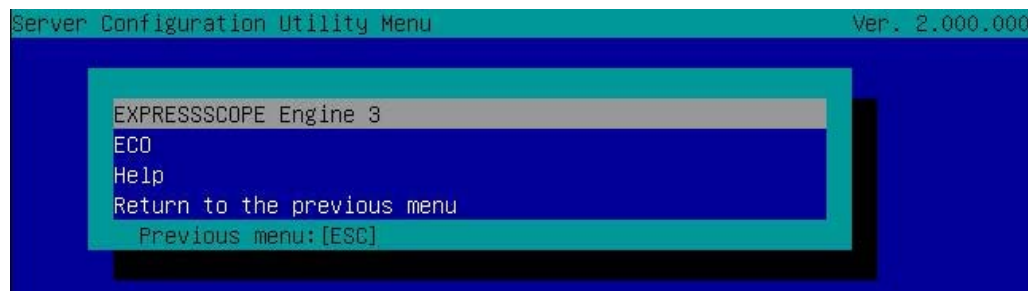 Server Configuration Utility Menu Ver. 2.000.000
EXPRESSSCOPE Engine 3
ECO
Help
Return to the previous menu
Previous menu:[ESC]